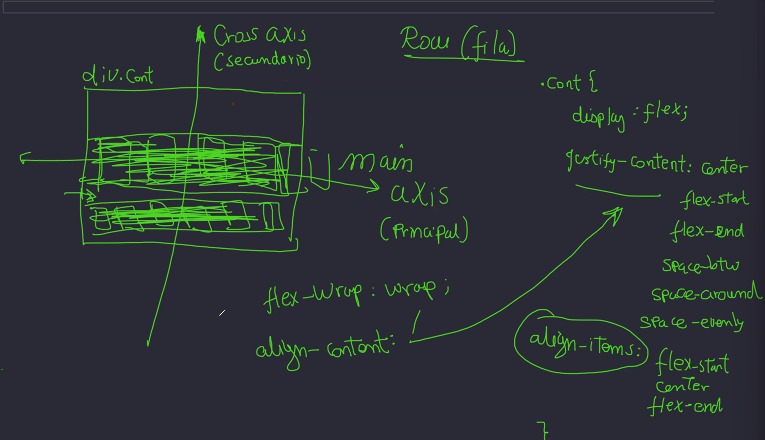 Cross axis
(secundario)
div.cont
main
axis
(Principal)
flex-wrap: wrap;
align-content:
Row (fila)
.cont {
display: flex;
justify-content: center
flex-start
flex-end
space-btw
space-around
space-evenly
align-items:
flex-start
center
flex-end
}